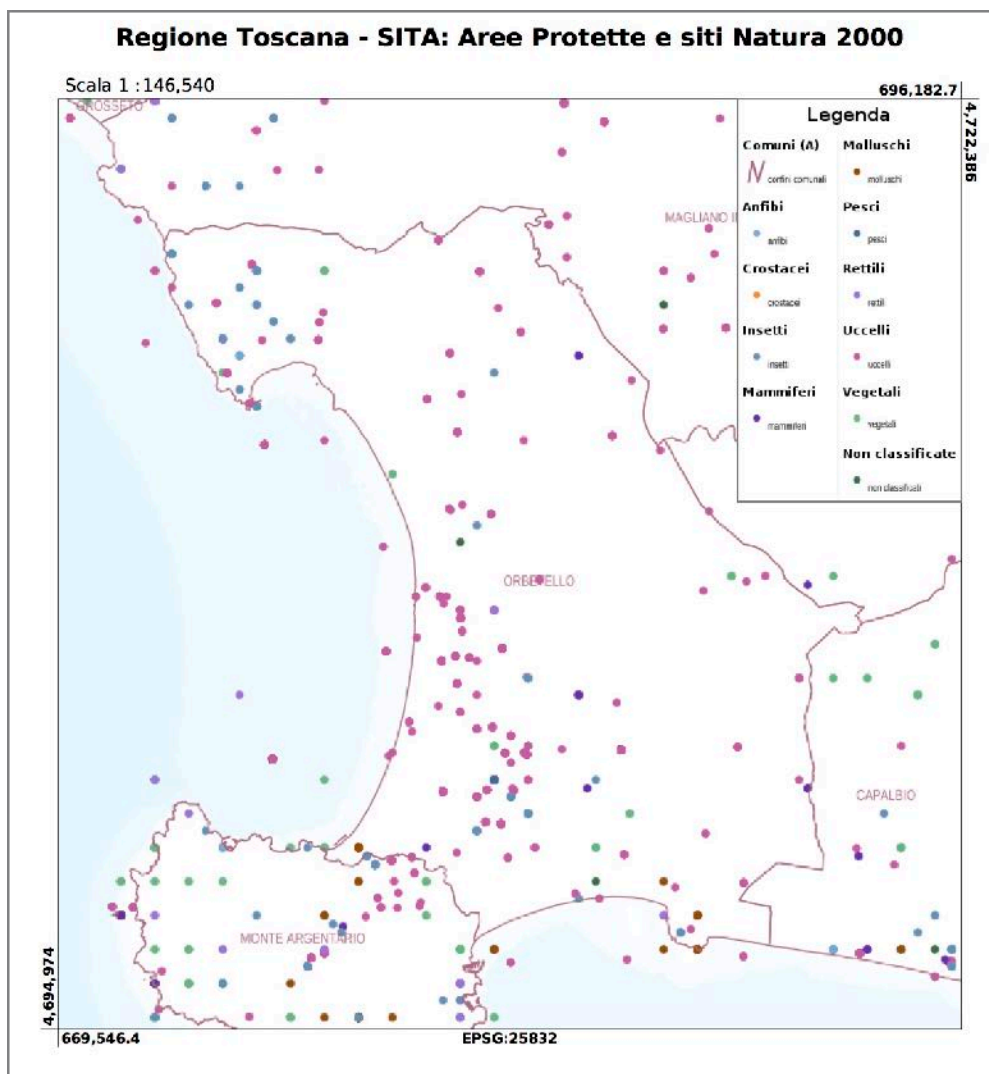 Regione Toscana - SITA: Aree Protette e siti Natura 2000
Scala 1 :146,540
696,182.7
4,722,386
GROSSETO
MAGLIANO I
ORBETELLO
CAPALBIO
MONTE ARGENTARIO
Legenda
Comuni (A)
confini comunali
Anfibi
anfibi
Crostacei
crostacei
Insetti
insetti
Mammiferi
mammiferi
Molluschi
molluschi
Pesci
pesci
Rettili
rettili
Uccelli
uccelli
Vegetali
vegetali
Non classificate
non classificati
4,694,974
669,546.4
EPSG:25832